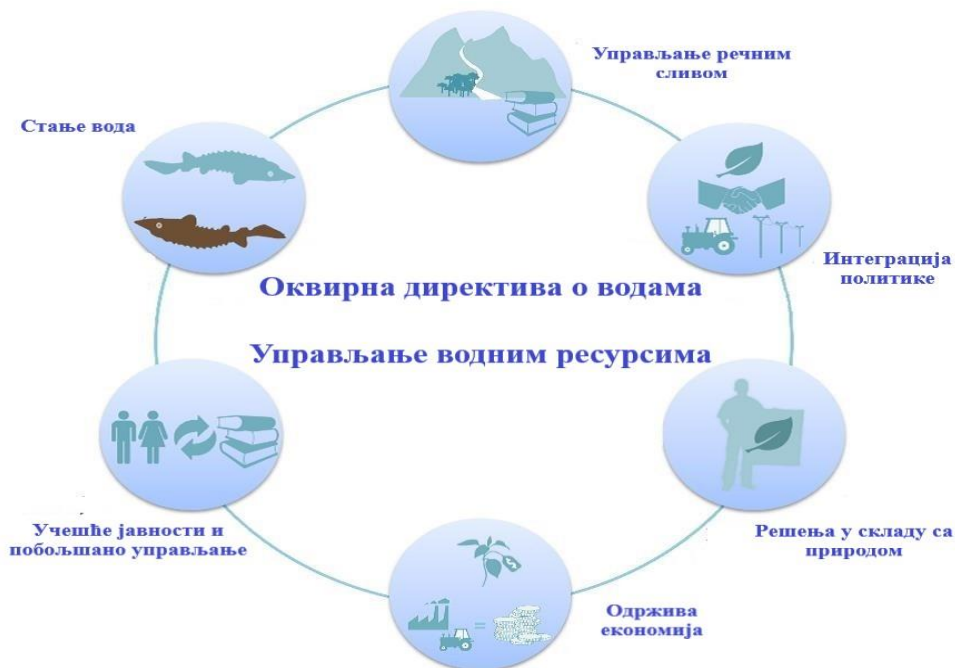 Управљање речним
сливом
Стање вода
Интеграција
политике
Оквирна директива о водама
Управљање водним ресурсима
Учешће јавности и
побољшано управљање
Решења у складу са
природом
Одржива
економија